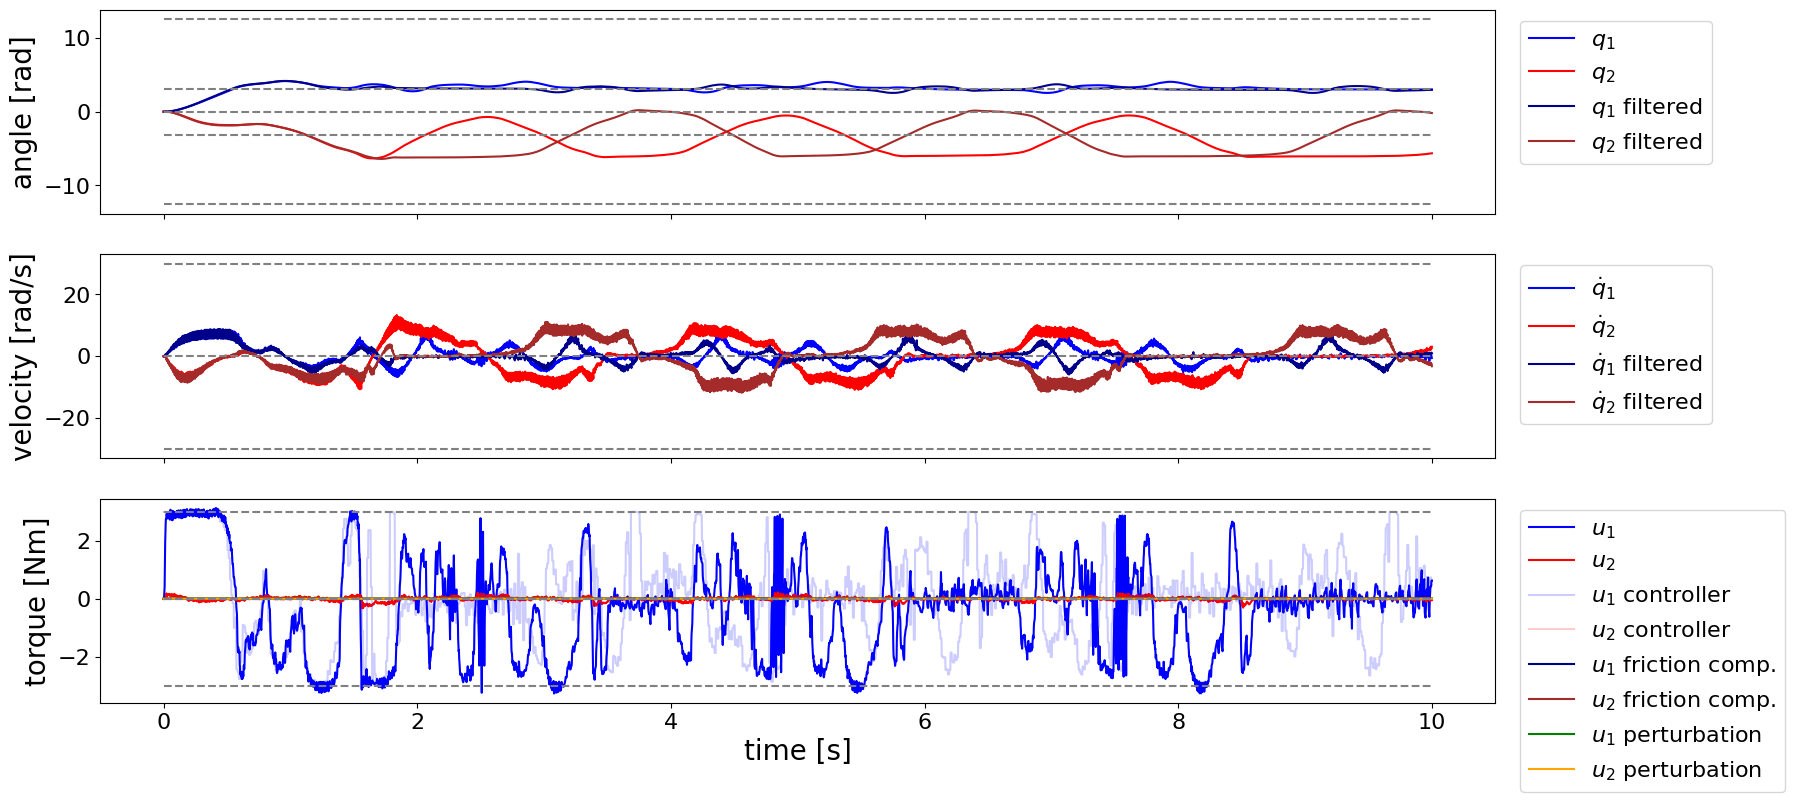 angle [rad]
10
0
−10
q₁
q₂
q₁ filtered
q₂ filtered
velocity [rad/s]
20
0
−20
q̇₁
q̇₂
q̇₁ filtered
q̇₂ filtered
torque [Nm]
2
0
−2
0 2 4 6 8 10
time [s]
u₁
u₂
u₁ controller
u₂ controller
u₁ friction comp.
u₂ friction comp.
u₁ perturbation
u₂ perturbation